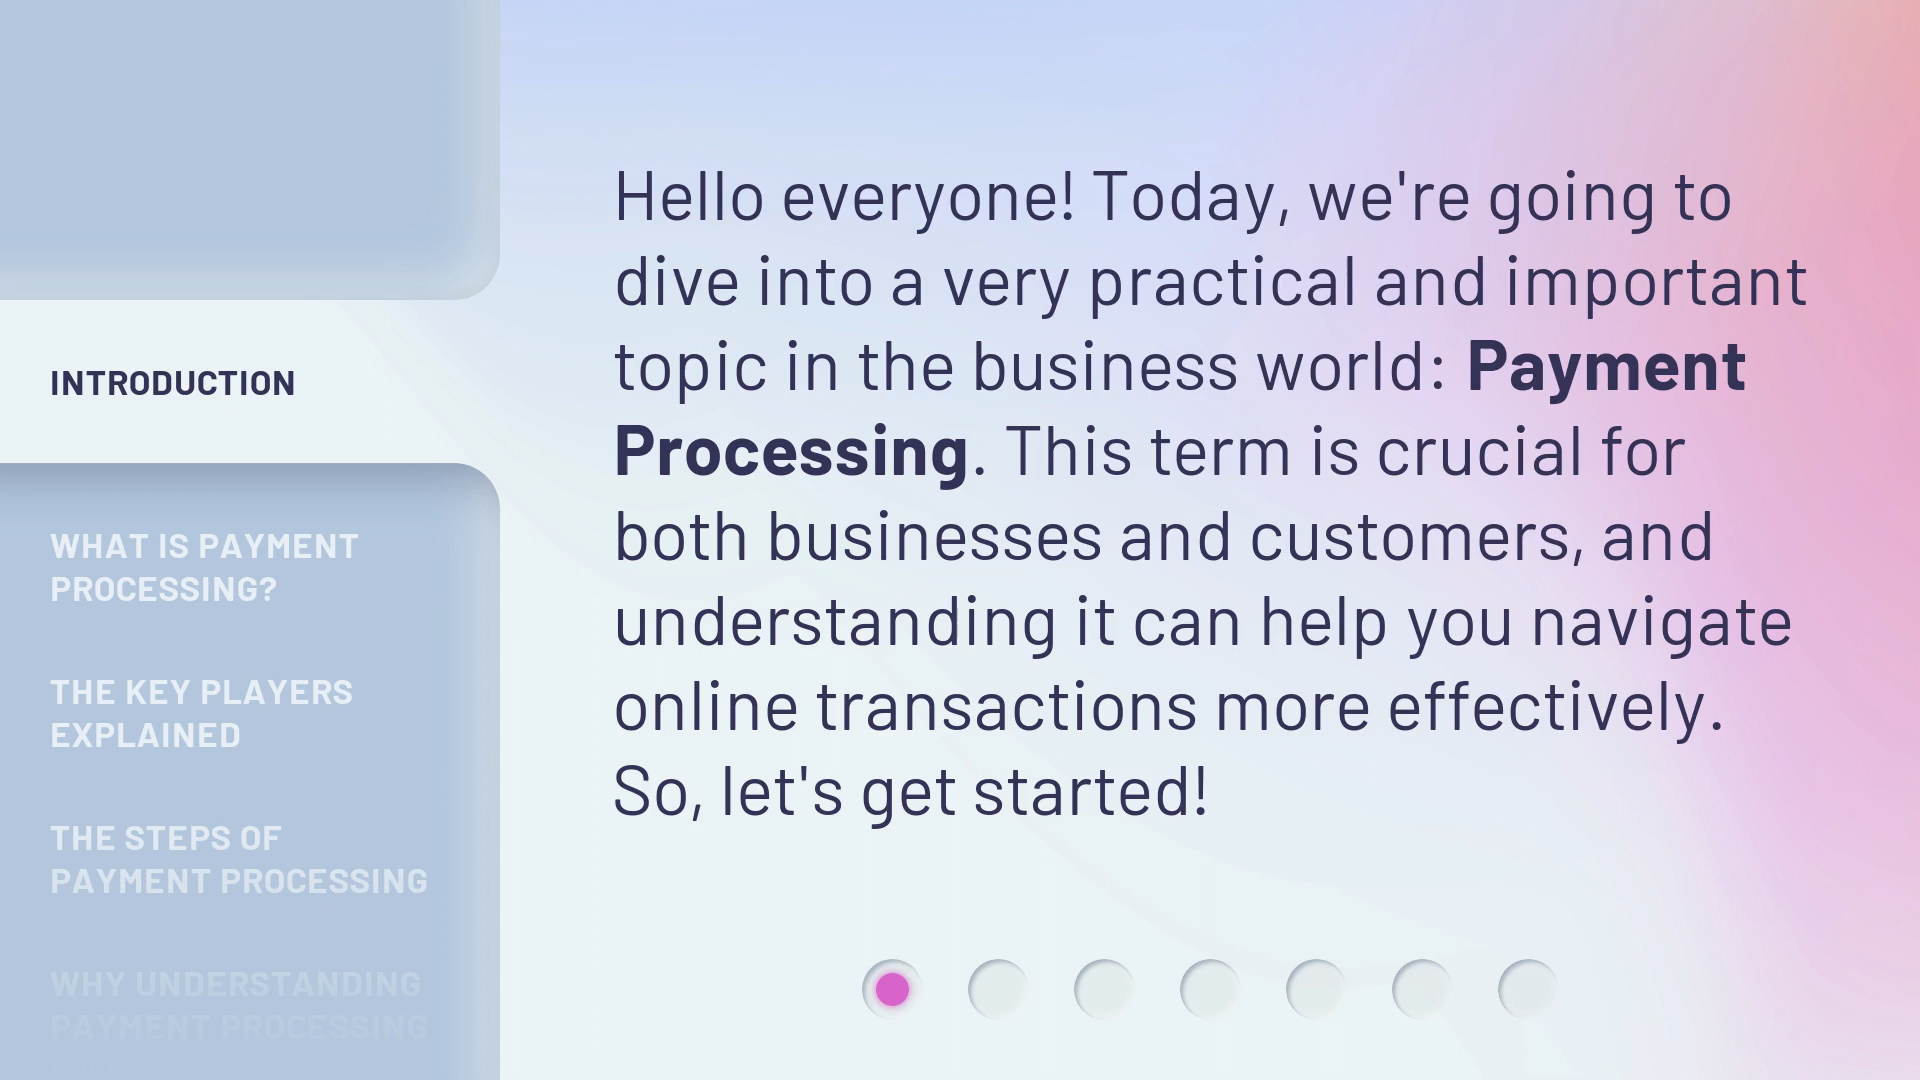 INTRODUCTION
WHAT IS PAYMENT
PROCESSING?
THE KEY PLAYERS
EXPLAINED
THE STEPS OF
PAYMENT PROCESSING
WHY UNDERSTANDING
PAYMENT PROCESSING
Hello everyone! Today, we're going to
dive into a very practical and important
topic in the business world: Payment
Processing. This term is crucial for
both businesses and customers, and
understanding it can help you navigate
online transactions more effectively.
So, let's get started!